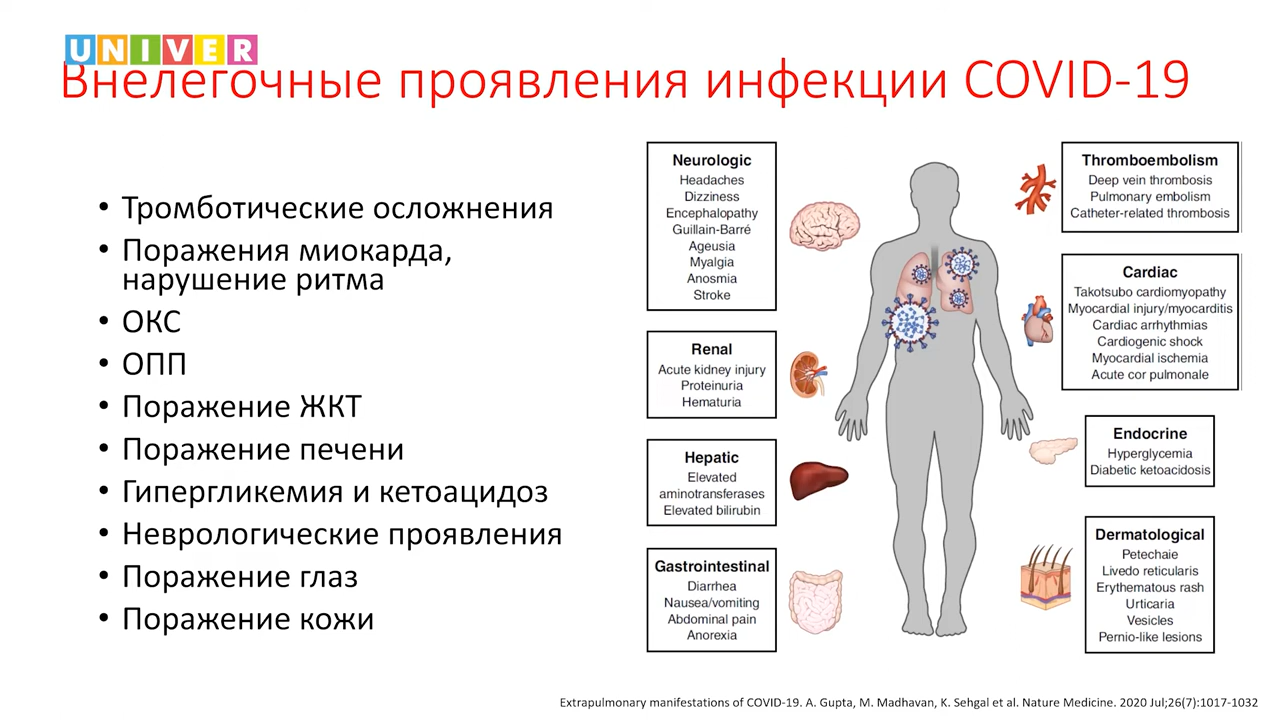 UNIVER
Внелегочные проявления инфекции COVID-19
• Тромботические осложнения
• Поражения миокарда,
нарушение ритма
• ОКС
• ОПП
• Поражение ЖКТ
• Поражение печени
• Гипергликемия и кетоацидоз
• Неврологические проявления
• Поражение глаз
• Поражение кожи
Neurologic
Headaches
Dizziness
Encephalopathy
Guillain-Barré
Ageusia
Myalgia
Anosmia
Stroke
Renal
Acute kidney injury
Proteinuria
Hematuria
Hepatic
Elevated
aminotransferases
Elevated bilirubin
Gastrointestinal
Diarrhea
Nausea/vomiting
Abdominal pain
Anorexia
Thromboembolism
Deep vein thrombosis
Pulmonary embolism
Catheter-related thrombosis
Cardiac
Takotsubo cardiomyopathy
Myocardial injury/myocarditis
Cardiac arrhythmias
Cardiogenic shock
Myocardial ischemia
Acute cor pulmonale
Endocrine
Hyperglycemia
Diabetic ketoacidosis
Dermatological
Petechaie
Livedo reticularis
Erythematous rash
Urticaria
Vesicles
Pernio-like lesions
Extrapulmonary manifestations of COVID-19. A. Gupta, M. Madhavan, K. Sehgal et al. Nature Medicine. 2020 Jul;26(7):1017-1032